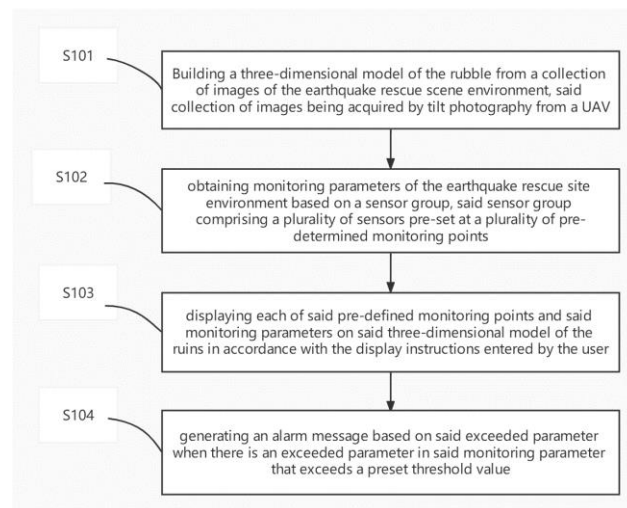 S101
Building a three-dimensional model of the rubble from a collection
of images of the earthquake rescue scene environment, said
collection of images being acquired by tilt photography from a UAV
S102
obtaining monitoring parameters of the earthquake rescue site
environment based on a sensor group, said sensor group
comprising a plurality of sensors pre-set at a plurality of pre-
determined monitoring points
S103
displaying each of said pre-defined monitoring points and said
monitoring parameters on said three-dimensional model of the
ruins in accordance with the display instructions entered by the user
S104
generating an alarm message based on said exceeded parameter
when there is an exceeded parameter in said monitoring parameter
that exceeds a preset threshold value